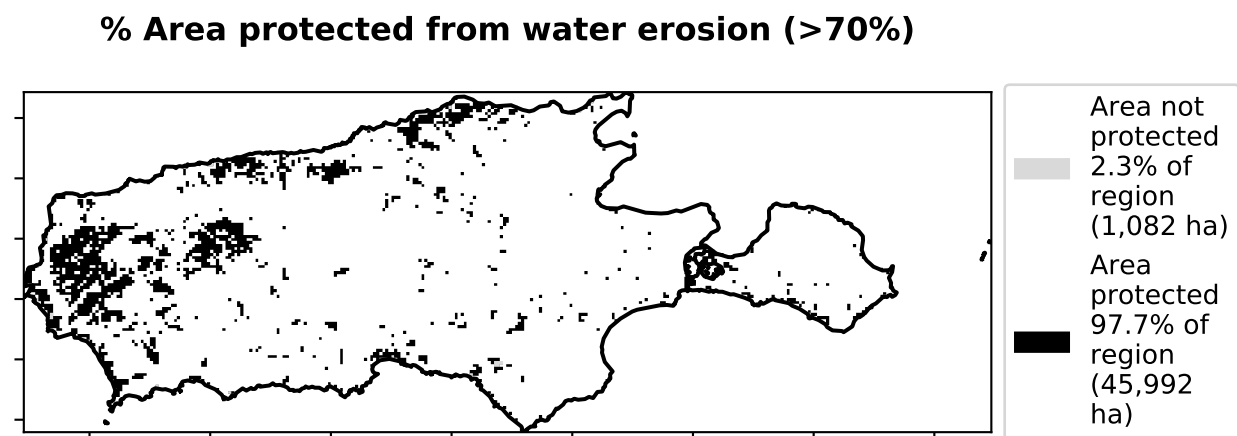 % Area protected from water erosion (>70%)
Area not
protected
2.3% of
region
(1,082 ha)
Area
protected
97.7% of
region
(45,992
ha)